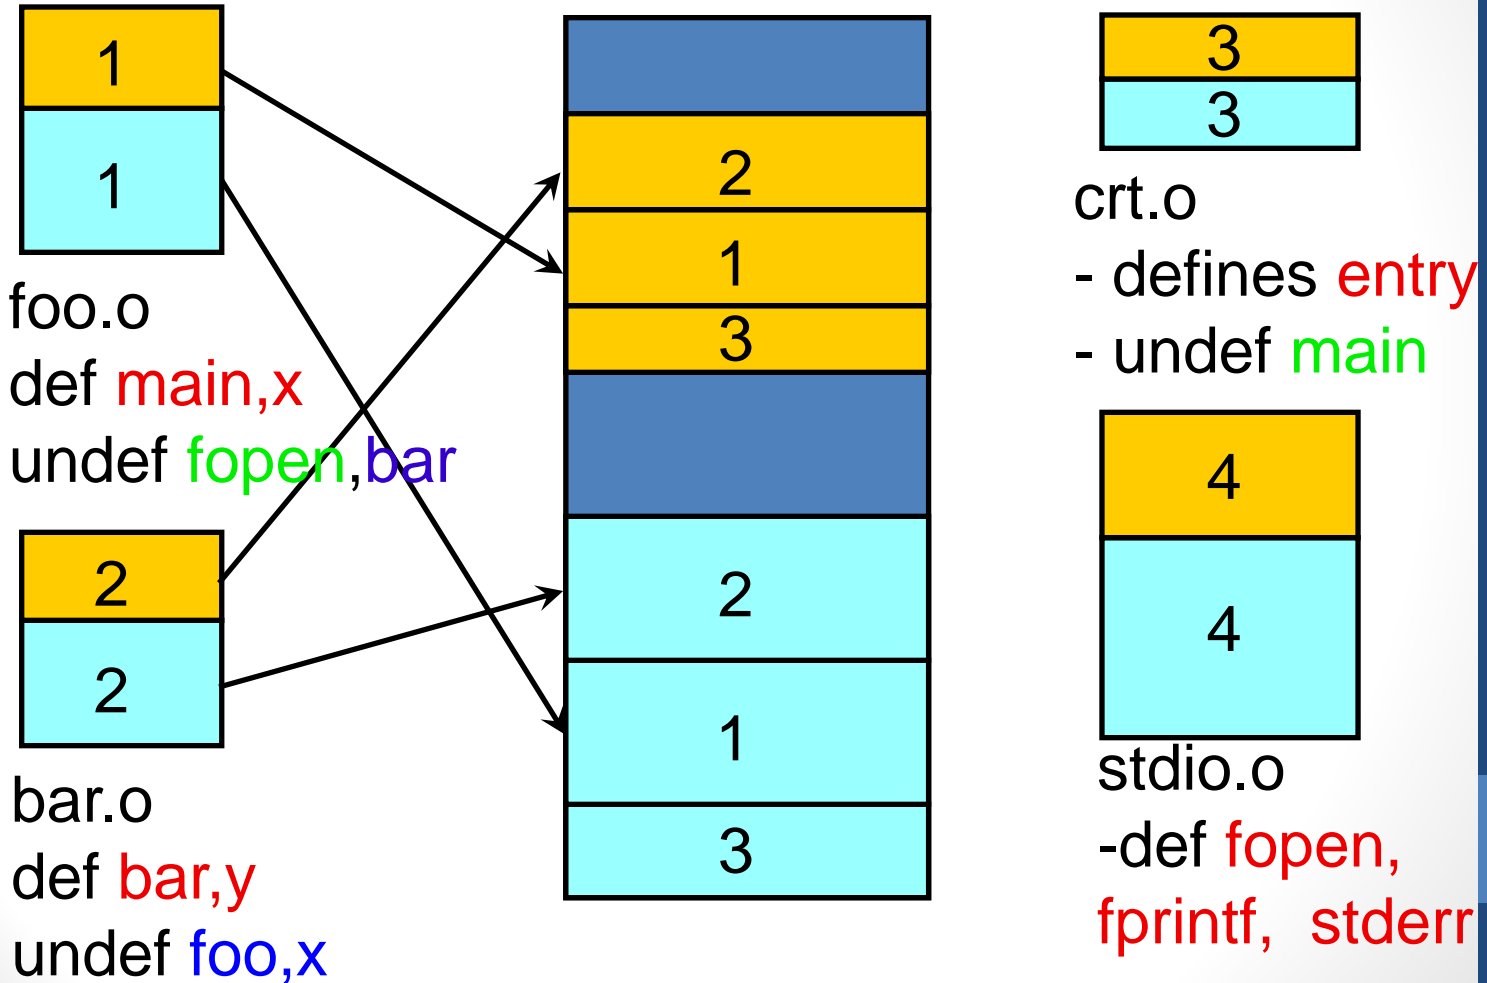 1
1
foo.o
def main,x
undef fopen,bar
2
2
bar.o
def bar,y
undef foo,x
2
1
3
2
1
3
3
3
crt.o
- defines entry
- undef main
4
4
stdio.o
-def fopen,
fprintf, stderr